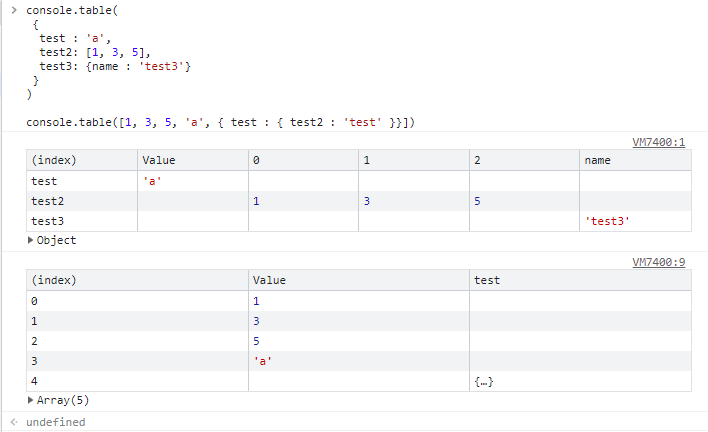 console.table(
{
test : 'a',
test2: [1, 3, 5],
test3: {name : 'test3'}
}
)
console.table([1, 3, 5, 'a', { test : { test2 : 'test' }}])
VM7400:1
(index) Value 0 1 2 name
test 'a'
test2 1 3 5
test3 'test3'
Object
VM7400:9
(index) Value test
0 1
1 3
2 5
3 'a'
4 {…}
Array(5)
undefined